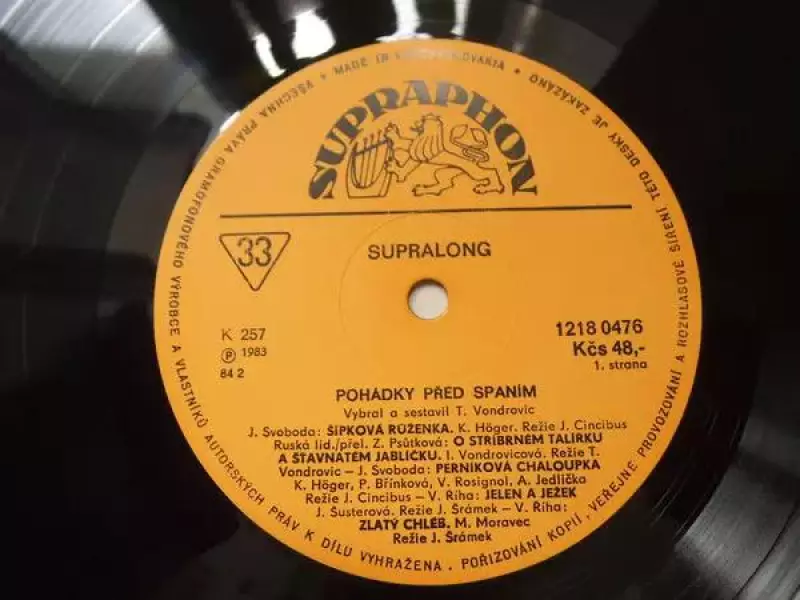 VŠECHNA PRÁVA GRAMOFONOVÉHO VÝROBCE A VLASTNÍKŮ AUTORSKÝCH PRÁV K DÍLU VYHRAŽENA. POŘIZOVÁNÍ KOPIÍ, VEŘEJNÉ PROVOZOVÁNÍ A ROZHLASOVÉ ŠÍŘENÍ TÉTO DESKY JE ZAKÁZÁNO
• MADE IN CZECHOSLOVAKIA •
SUPRAPHON
33
SUPRALONG
K 257
Ⓟ 1983
84 2
1218 0476
Kčs 48,-
1. strana
POHÁDKY PŘED SPANÍM
Vybral a sestavil T. Vondrovic
J. Svoboda: ŠÍPKOVÁ RŮŽENKA. K. Höger. Režie J. Cincibus
Ruská lid./přel. Z. Psůtková: O STŘÍBRNÉM TALÍŘKU
A ŠŤAVNATÉM JABLÍČKU. I. Vondrovicová. Režie T.
Vondrovic – J. Svoboda: PERNÍKOVÁ CHALOUPKA
K. Höger, P. Břínková, V. Rosignol, A. Jedlička
Režie J. Cincibus – V. Říha: JELEN A JEŽEK
J. Šusterová. Režie J. Šrámek – V. Říha:
ZLATÝ CHLÉB. M. Moravec
Režie J. Šrámek